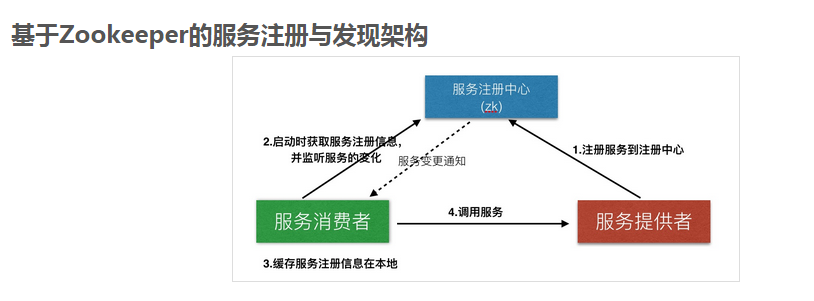 基于Zookeeper的服务注册与发现架构
服务注册中心
(zk)
2.启动时获取服务注册信息,
并监听服务的变化
服务变更通知
1.注册服务到注册中心
服务消费者
4.调用服务
服务提供者
3.缓存服务注册信息在本地